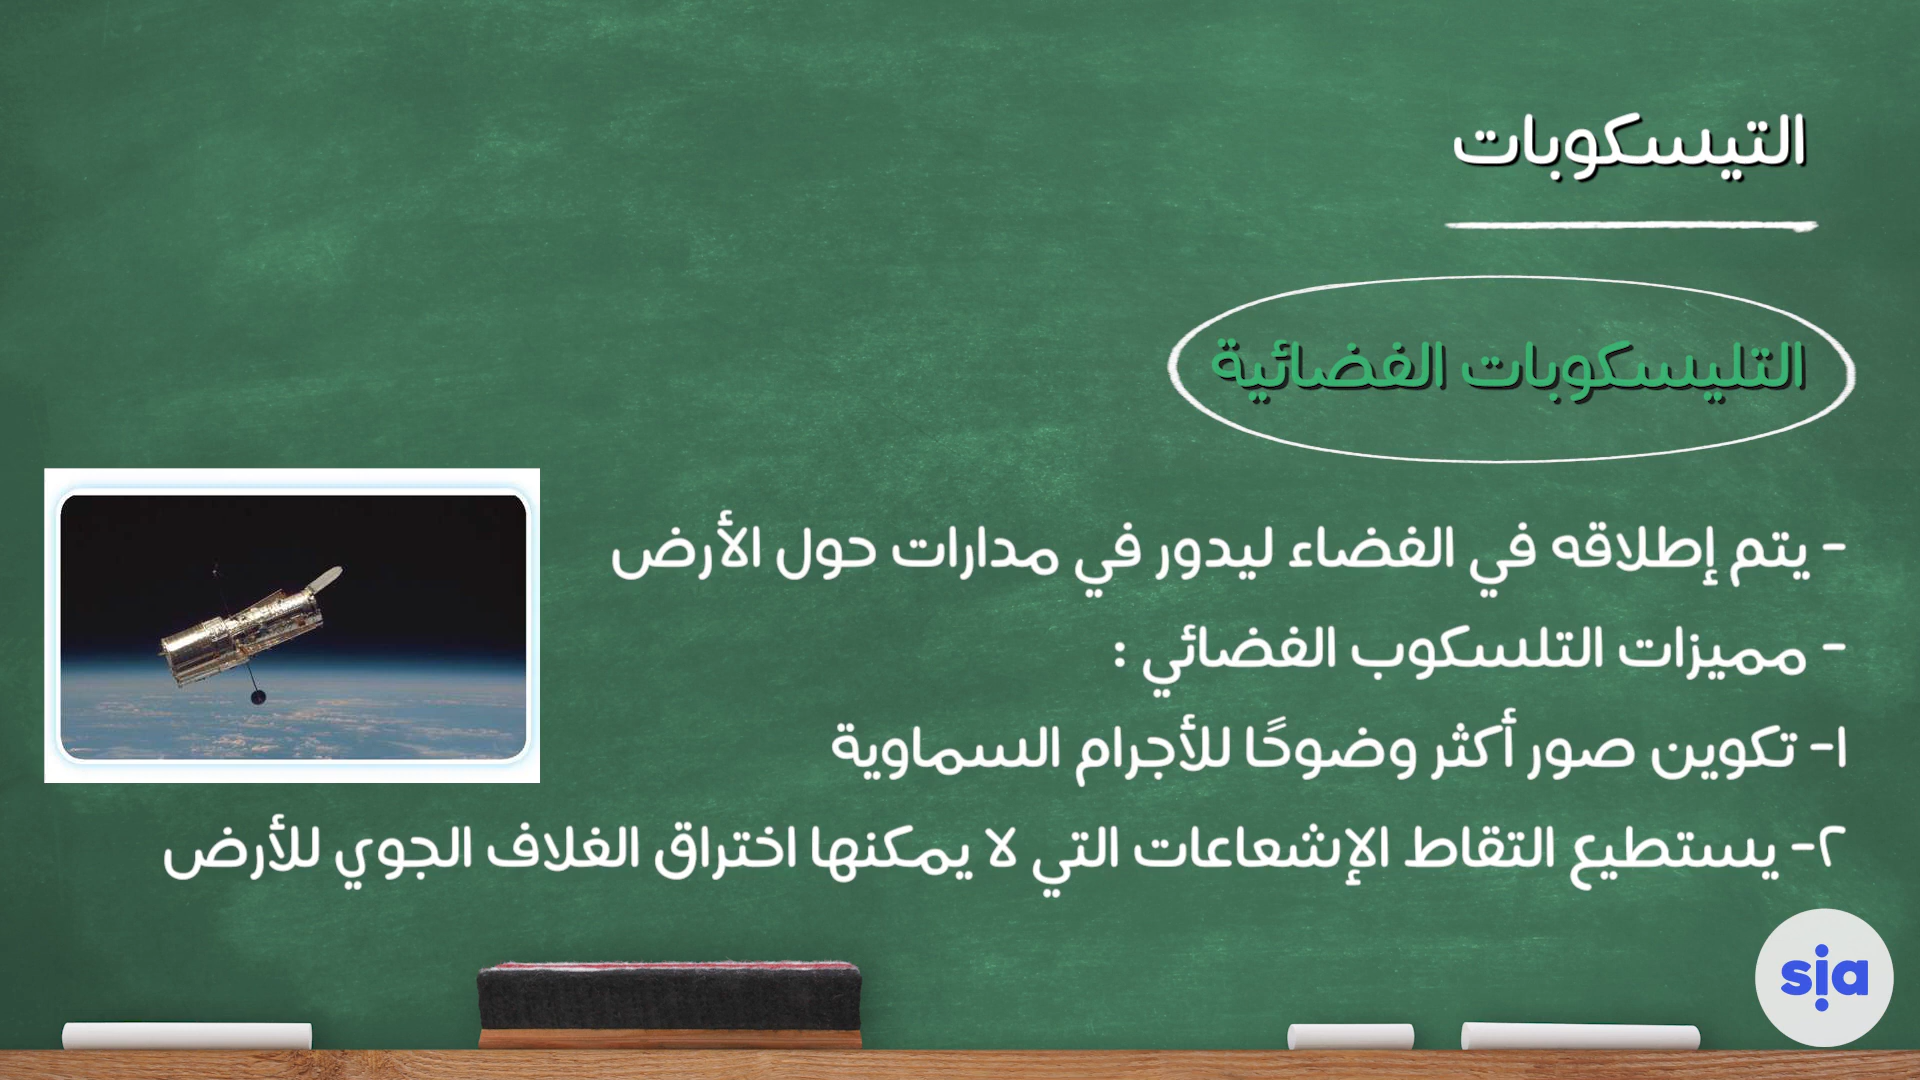 التيسكوبات
التليسكوبات الفضائية
- يتم إطلاقه في الفضاء ليدور في مدارات حول الأرض
- مميزات التلسكوب الفضائي :
١- تكوين صور أكثر وضوحًا للأجرام السماوية
٢- يستطيع التقاط الإشعاعات التي لا يمكنها اختراق الغلاف الجوي للأرض
sia